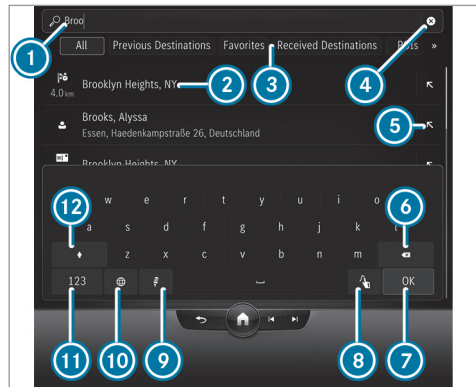 Broo
1
4
All Previous Destinations Favorites Received Destinations »
2
3
Brooklyn Heights, NY
4.0 km
Brooks, Alyssa
5
Essen, Haedenkampstraße 26, Deutschland
Brooklyn Heights, NY
w e r t y u i o
12
6
a s d f g h j k l
z x c v b n m
123 OK
11
10
9
8
7